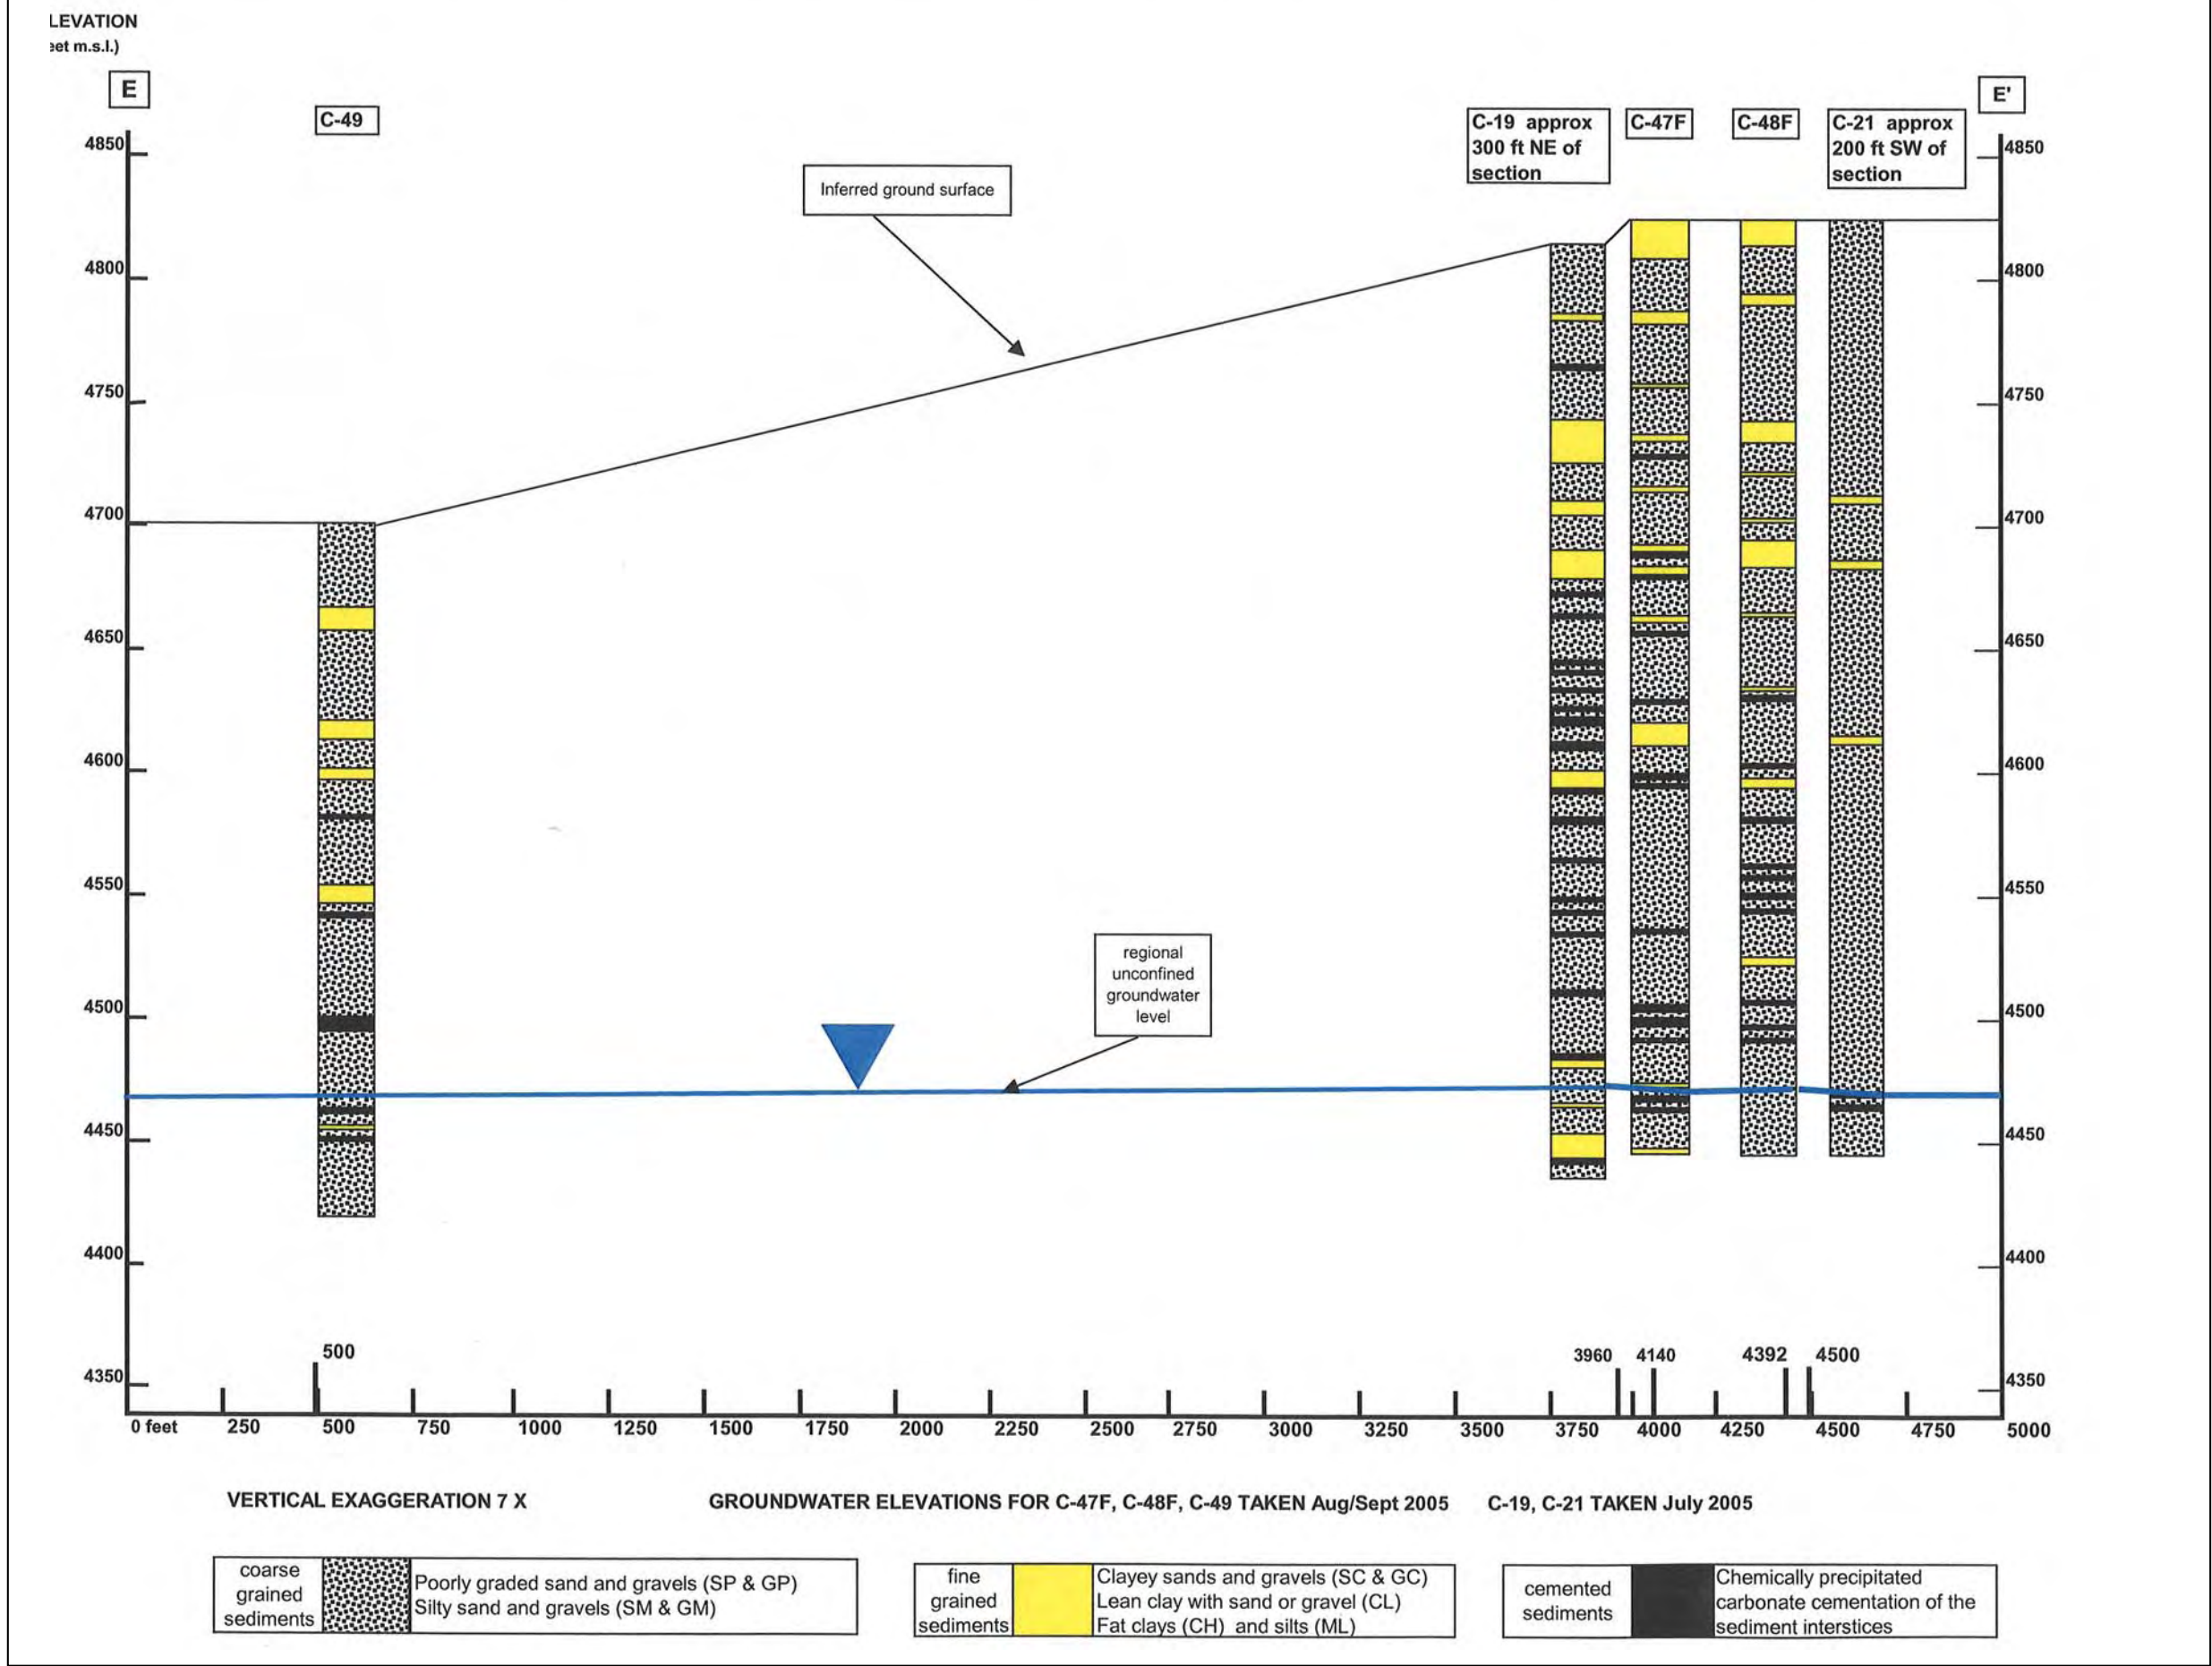 LEVATION
eet m.s.l.)
E
E'
C-49
C-19 approx
300 ft NE of
section
C-47F
C-48F
C-21 approx
200 ft SW of
section
Inferred ground surface
4850
4800
4750
4700
4650
4600
4550
4500
4450
4400
4350
4850
4800
4750
4700
4650
4600
4550
4500
4450
4400
4350
regional
unconfined
groundwater
level
500
3960
4140
4392
4500
0 feet
250
500
750
1000
1250
1500
1750
2000
2250
2500
2750
3000
3250
3500
3750
4000
4250
4500
4750
5000
VERTICAL EXAGGERATION 7 X
GROUNDWATER ELEVATIONS FOR C-47F, C-48F, C-49 TAKEN Aug/Sept 2005
C-19, C-21 TAKEN July 2005
coarse
grained
sediments
Poorly graded sand and gravels (SP & GP)
Silty sand and gravels (SM & GM)
fine
grained
sediments
Clayey sands and gravels (SC & GC)
Lean clay with sand or gravel (CL)
Fat clays (CH) and silts (ML)
cemented
sediments
Chemically precipitated
carbonate cementation of the
sediment interstices